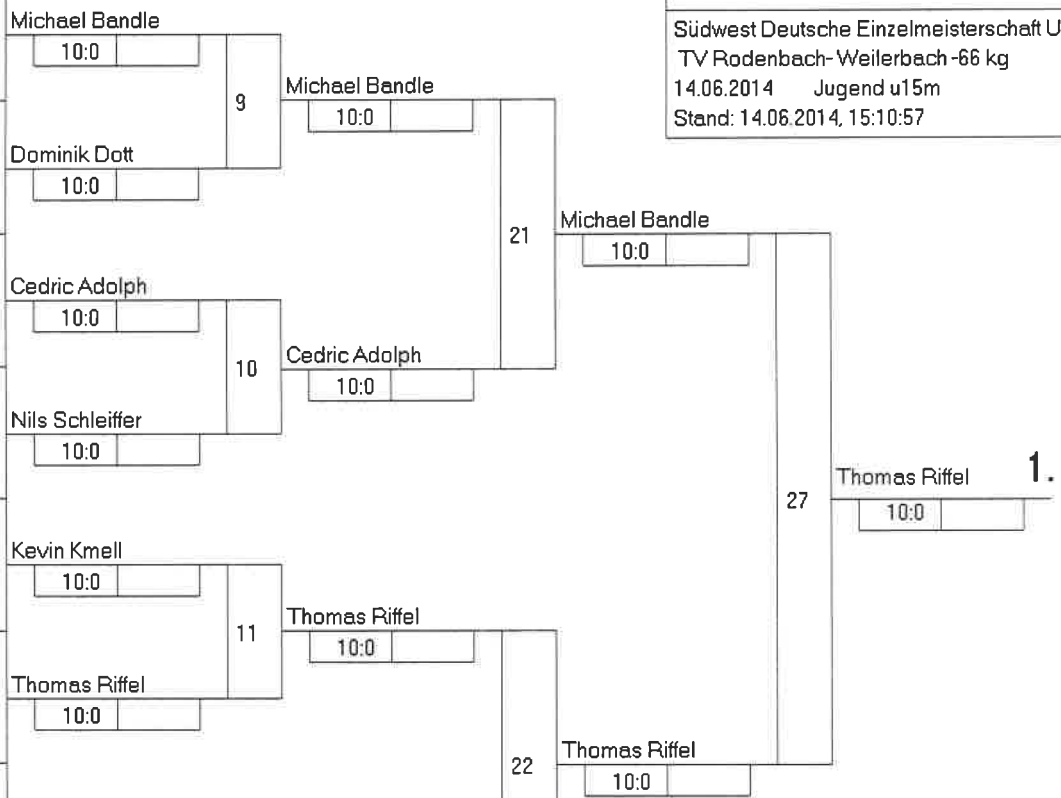 Michael Bandle
10:0
9
Michael Bandle
10:0
Dominik Dott
10:0
21
Michael Bandle
10:0
Cedric Adolph
10:0
10
Cedric Adolph
10:0
Nils Schleiffer
10:0
27
Thomas Riffel 1.
10:0
Kevin Kmell
10:0
11
Thomas Riffel
10:0
Thomas Riffel
10:0
22
Thomas Riffel
10:0
Südwest Deutsche Einzelmeisterschaft U
TV Rodenbach-Weilerbach -66 kg
14.06.2014 Jugend u15m
Stand: 14.06.2014, 15:10:57